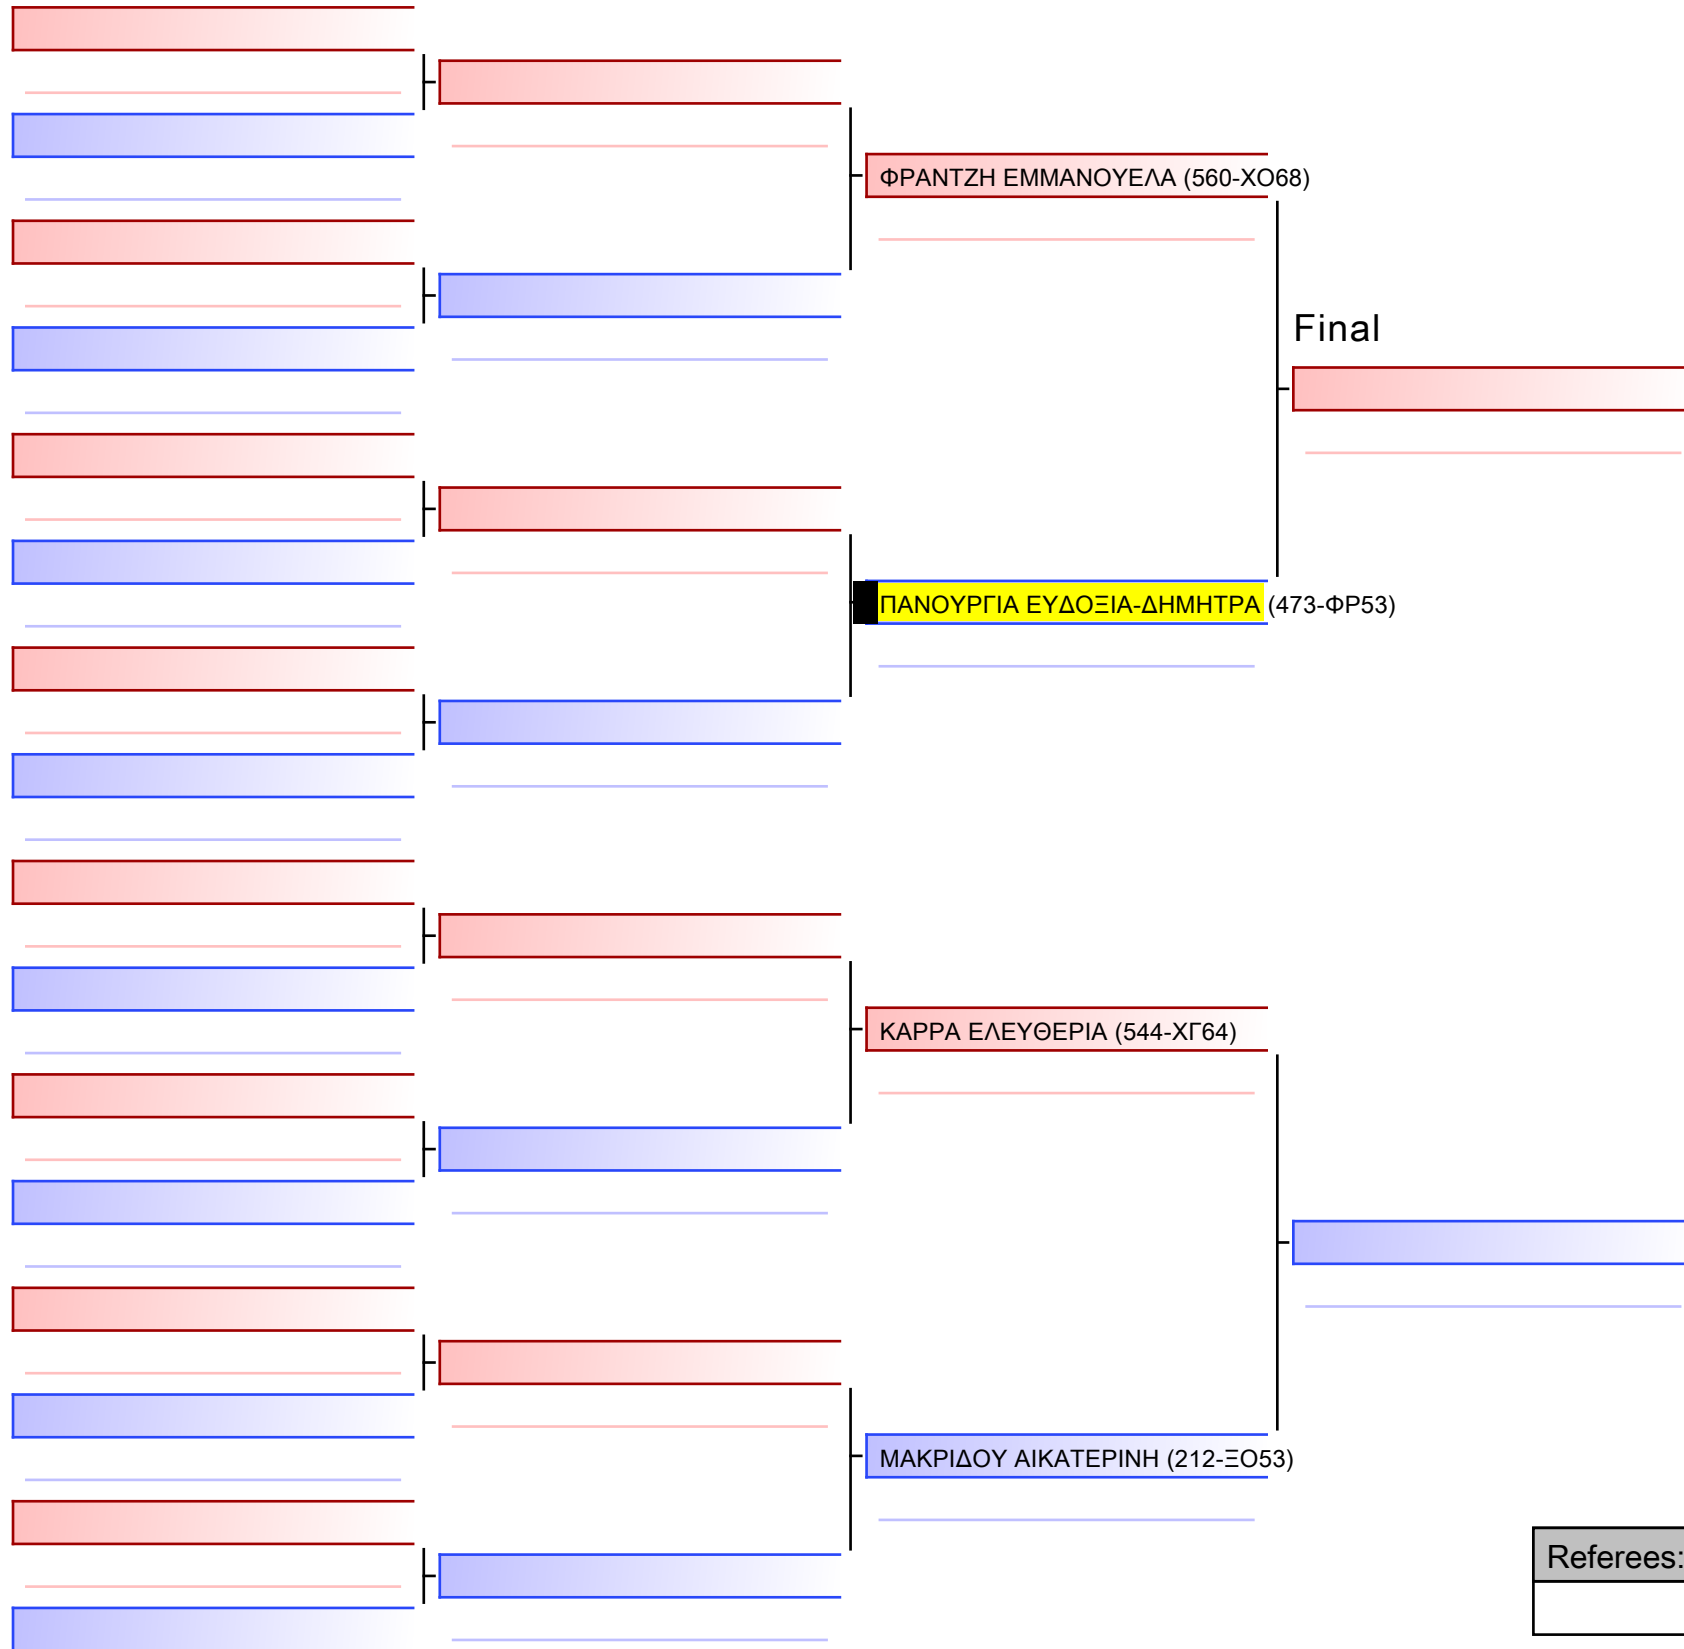 ΦΡΑΝΤΖΗ ΕΜΜΑΝΟΥΕΛΑ (560-ΧΟ68)
Final
ΠΑΝΟΥΡΓΙΑ ΕΥΔΟΞΙΑ-ΔΗΜΗΤΡΑ (473-ΦΡ53)
ΚΑΡΡΑ ΕΛΕΥΘΕΡΙΑ (544-ΧΓ64)
ΜΑΚΡΙΔΟΥ ΑΙΚΑΤΕΡΙΝΗ (212-ΞΟ53)
Referees: